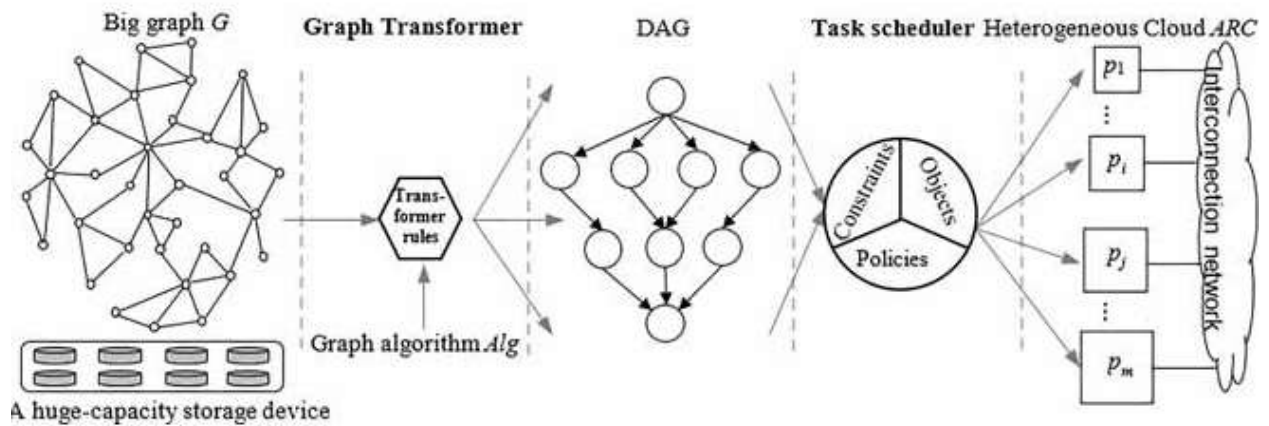 Big graph G
Graph Transformer
DAG
Task scheduler
Heterogeneous Cloud ARC
Trans-
former
rules
Graph algorithm Alg
Constraints
Objects
Policies
p1
⋮
pi
pj
⋮
pm
Interconnection network
A huge-capacity storage device